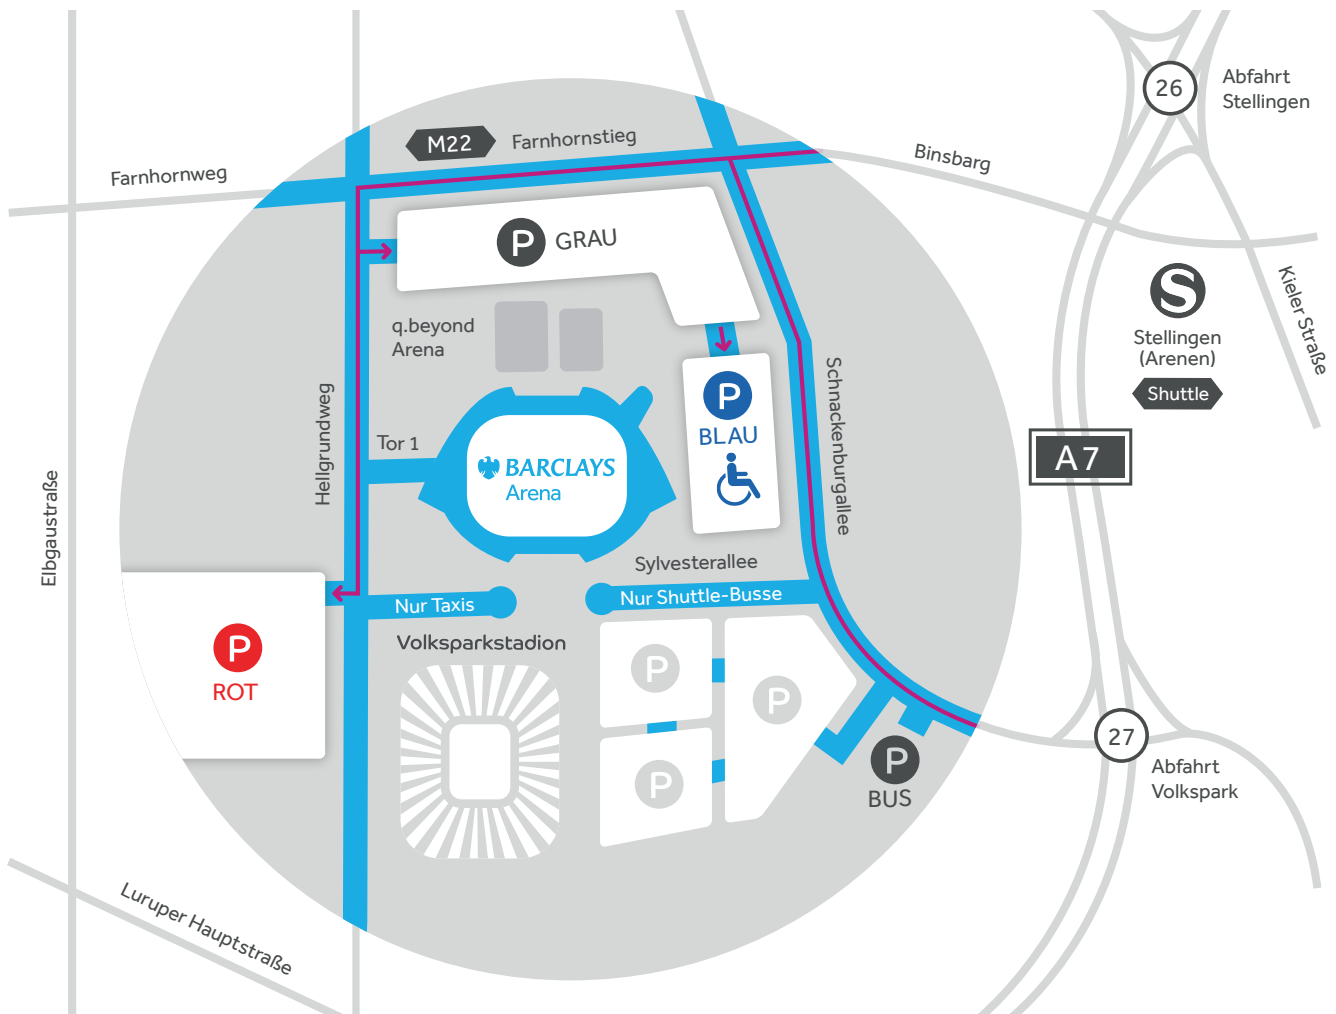 26
Abfahrt
Stellingen
M22
Farnhornstieg
Binsbarg
Farnhornweg
P GRAU
Kieler Straße
S
Stellingen
(Arenen)
Shuttle
q.beyond
Arena
Schnackenburgallee
P
BLAU
Hellgrundweg
Tor 1
BARCLAYS
Arena
A 7
Elbgaustraße
Sylvesterallee
Nur Taxis
Nur Shuttle-Busse
Volksparkstadion
P
ROT
P
P
P
27
Abfahrt
Volkspark
P
BUS
Luruper Hauptstraße